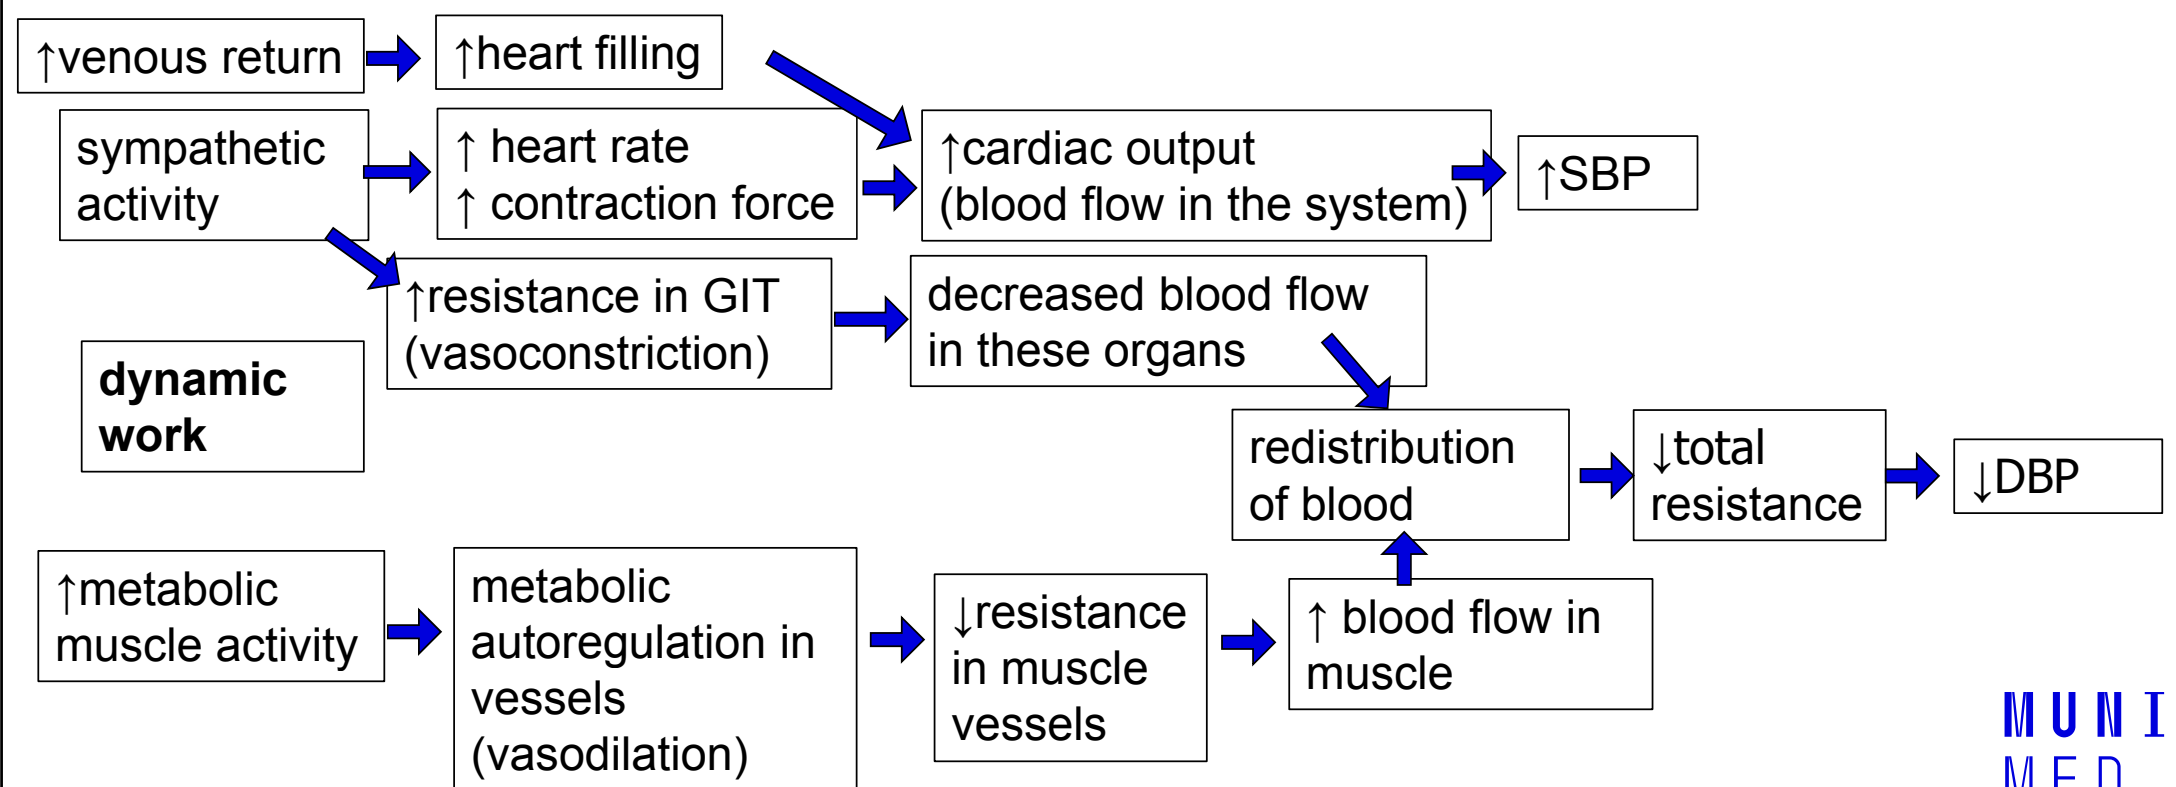 ↑venous return
↑heart filling
sympathetic
activity
↑ heart rate
↑ contraction force
↑cardiac output
(blood flow in the system)
↑SBP
↑resistance in GIT
(vasoconstriction)
decreased blood flow
in these organs
dynamic
work
redistribution
of blood
↓total
resistance
↓DBP
↑metabolic
muscle activity
metabolic
autoregulation in
vessels
(vasodilation)
↓resistance
in muscle
vessels
↑ blood flow in
muscle
MUNI
MED